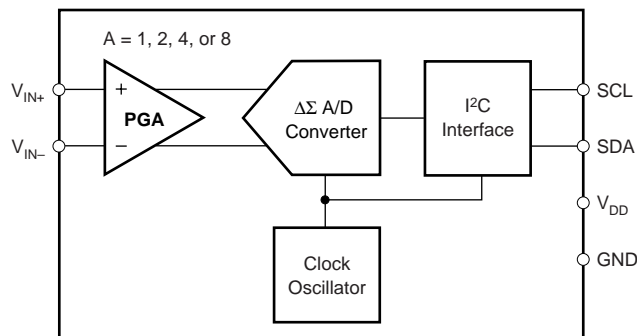 A = 1, 2, 4, or 8
V_IN+
+
PGA
V_IN–
–
ΔΣ A/D
Converter
I²C
Interface
SCL
SDA
V_DD
GND
Clock
Oscillator